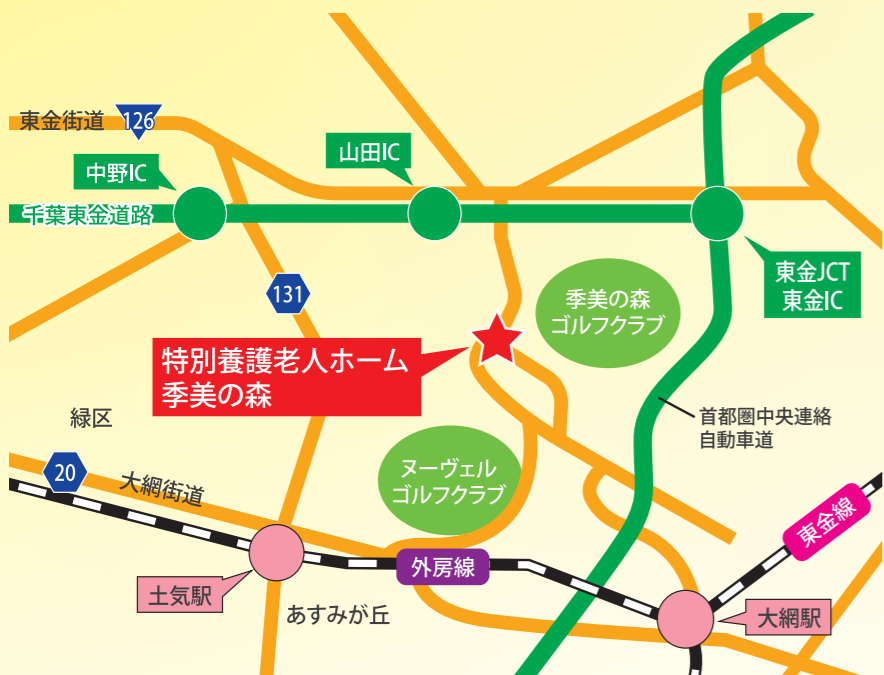 東金街道
126
山田IC
中野IC
千葉東金道路
東金JCT
東金IC
131
季美の森
ゴルフクラブ
特別養護老人ホーム
季美の森
緑区
首都圏中央連絡
自動車道
20
大網街道
ヌーヴェル
ゴルフクラブ
東金線
外房線
土気駅
あすみが丘
大網駅